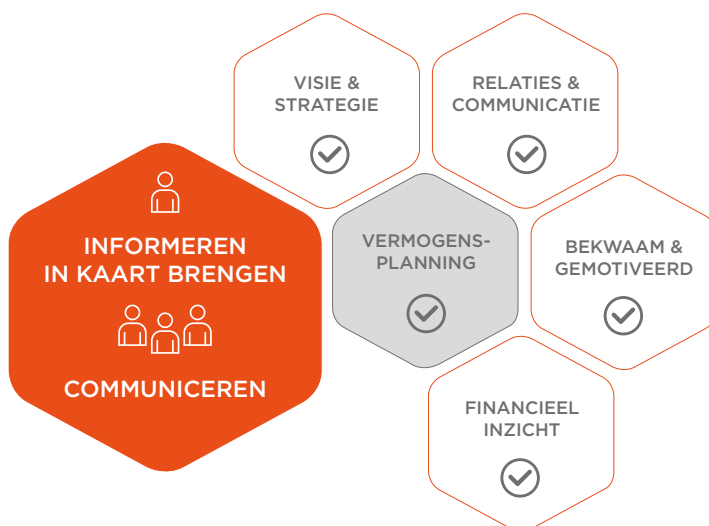 VISIE &
STRATEGIE
RELATIES &
COMMUNICATIE
INFORMEREN
IN KAART BRENGEN
COMMUNICEREN
VERMOGENS-
PLANNING
BEKWAAM &
GEMOTIVEERD
FINANCIEEL
INZICHT